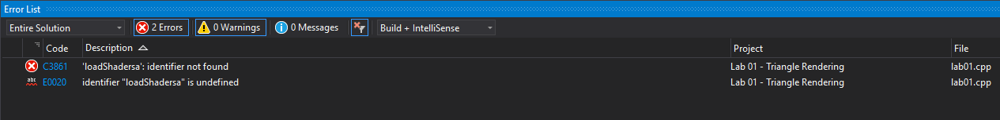 Error List
Entire Solution 2 Errors 0 Warnings 0 Messages Build + IntelliSense
Code Description Project File
C3861 'loadShadersa': identifier not found Lab 01 - Triangle Rendering lab01.cpp
abc E0020 identifier "loadShadersa" is undefined Lab 01 - Triangle Rendering lab01.cpp